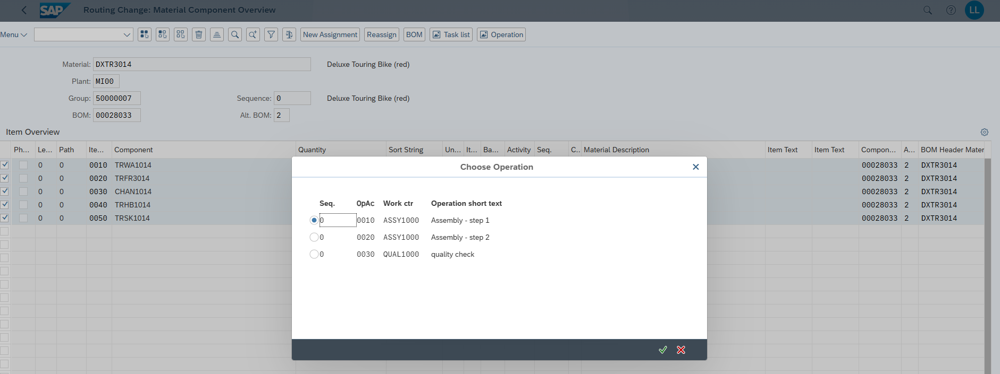 SAP Routing Change: Material Component Overview LL
Menu New Assignment Reassign BOM Task list Operation
Material: DXTR3014 Deluxe Touring Bike (red)
Plant: MI00
Group: 50000007 Sequence: 0 Deluxe Touring Bike (red)
BOM: 00028033 Alt. BOM: 2
Item Overview
Ph... Le... Path Ite... Component Quantity Sort String Un... It... Ba... Activity Seq. C.. Material Description Item Text Item Text Compon... A... BOM Header Mater
0 0 0010 TRWA1014 00028033 2 DXTR3014
0 0 0020 TRFR3014 00028033 2 DXTR3014
0 0 0030 CHAN1014 00028033 2 DXTR3014
0 0 0040 TRHB1014 00028033 2 DXTR3014
0 0 0050 TRSK1014 00028033 2 DXTR3014
Choose Operation
Seq. OpAc Work ctr Operation short text
0 0010 ASSY1000 Assembly - step 1
0 0020 ASSY1000 Assembly - step 2
0 0030 QUAL1000 quality check